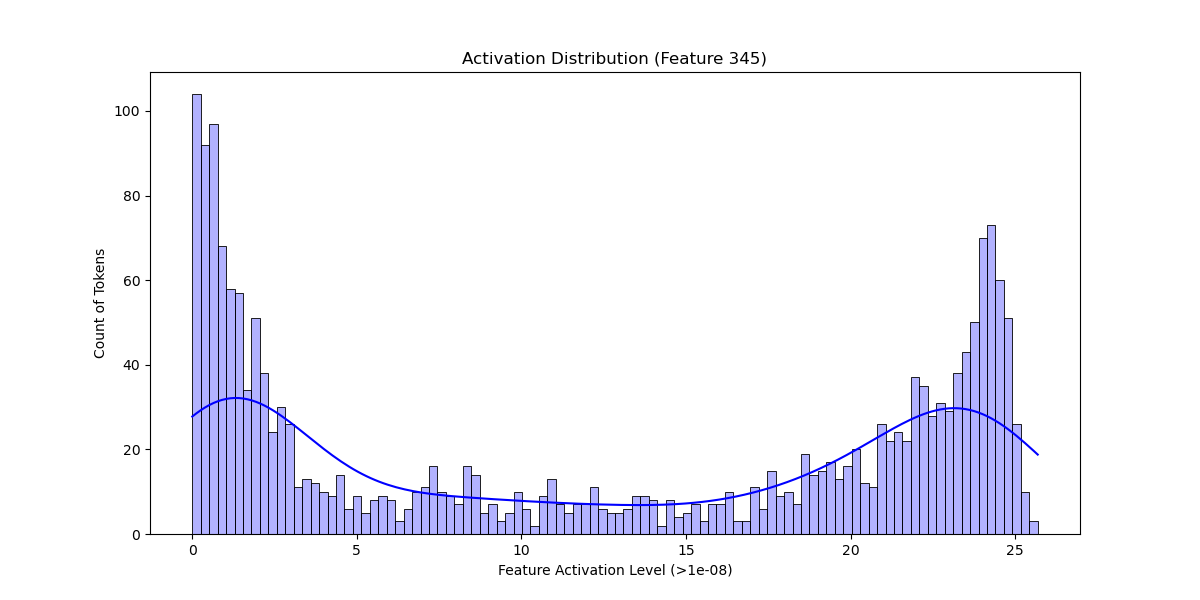 Activation Distribution (Feature 345)
Count of Tokens
100
80
60
40
20
0
0 5 10 15 20 25
Feature Activation Level (>1e-08)